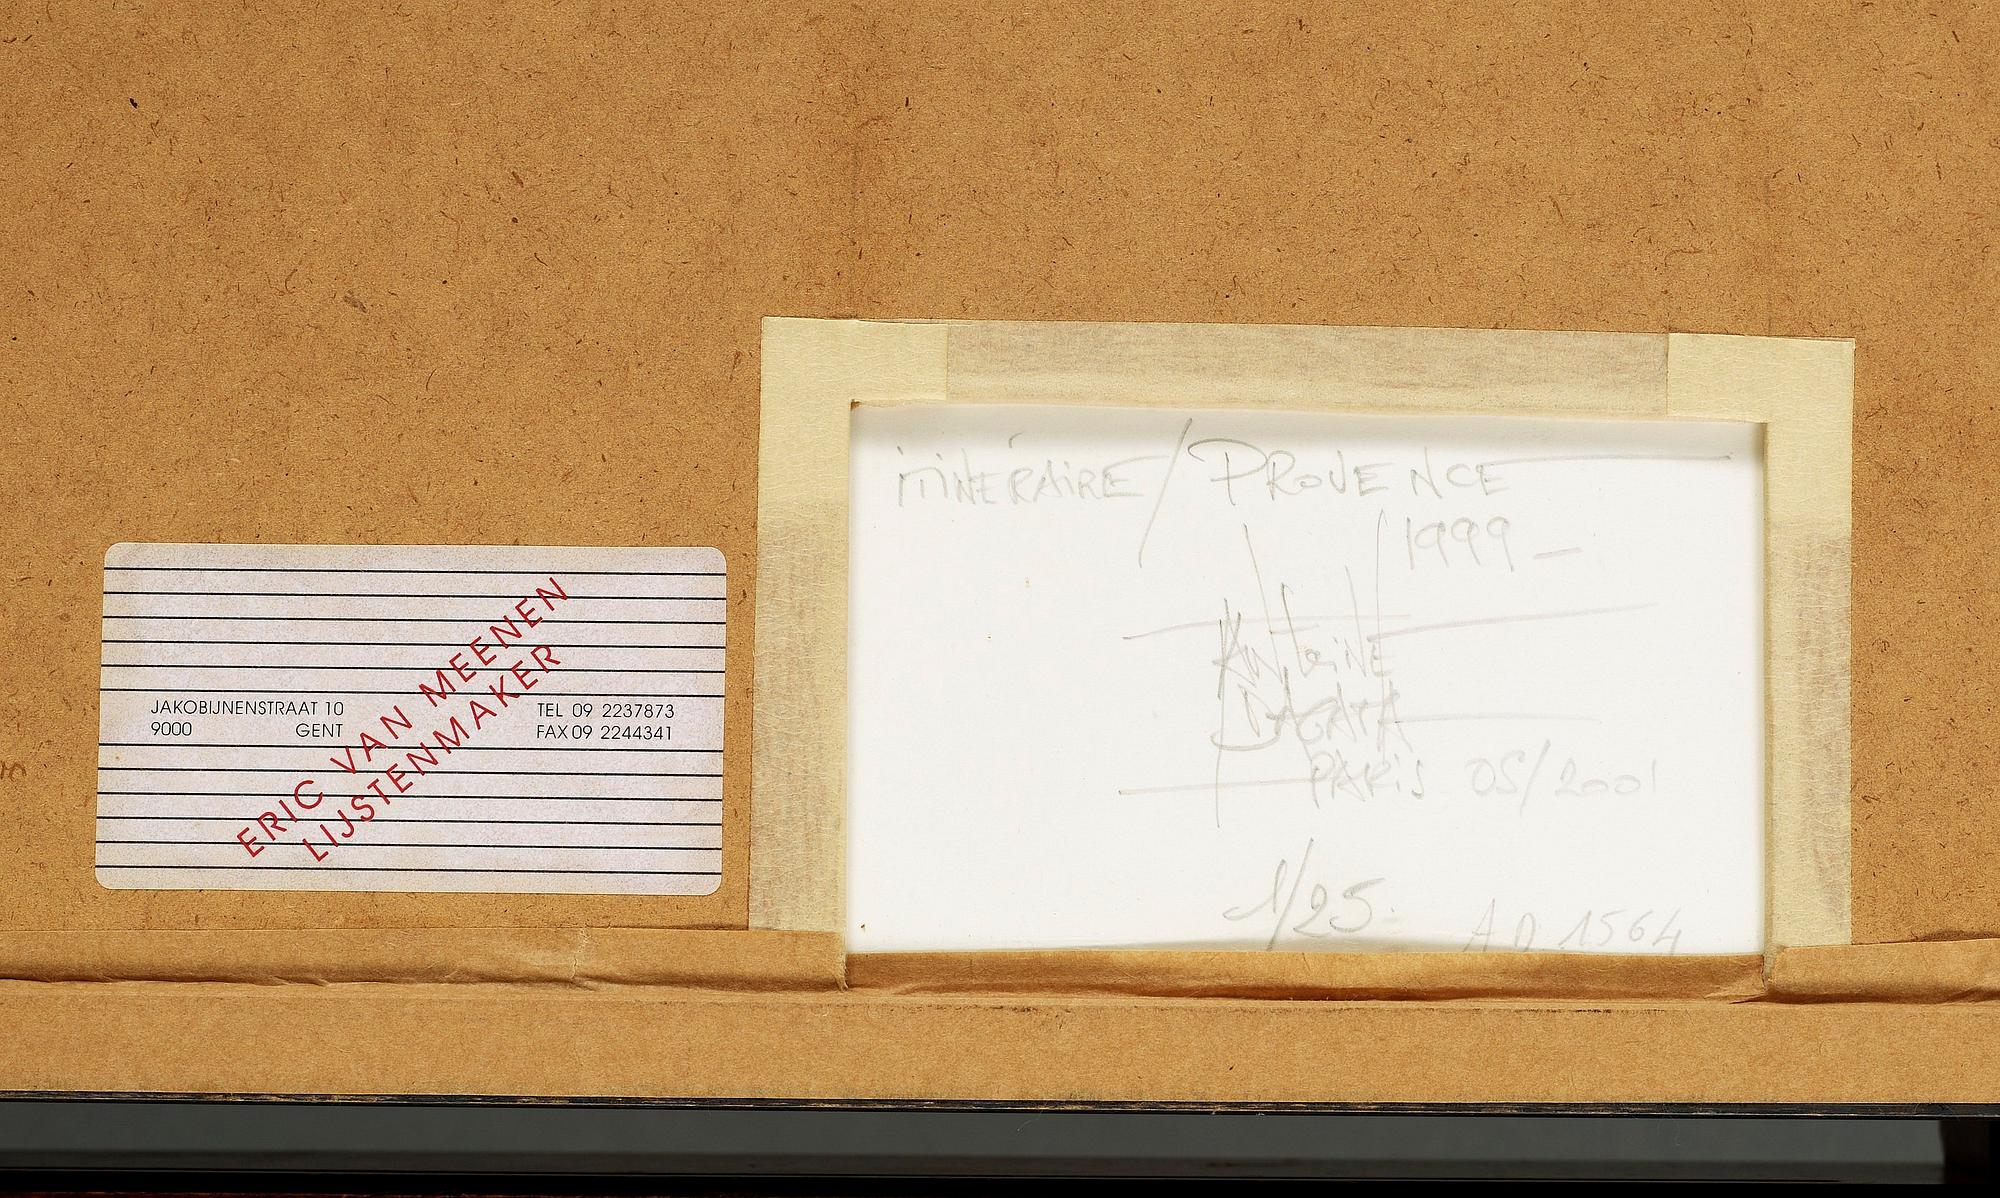 ITINÉRAIRE / PROVENCE
1999 —
ANTOINE
DAGATA
PARIS 05/2001
1/25.
AD 1564
JAKOBIJNENSTRAAT 10
9000 GENT
TEL 09 2237873
FAX 09 2244341
ERIC VAN MEENEN
LIJSTENMAKER